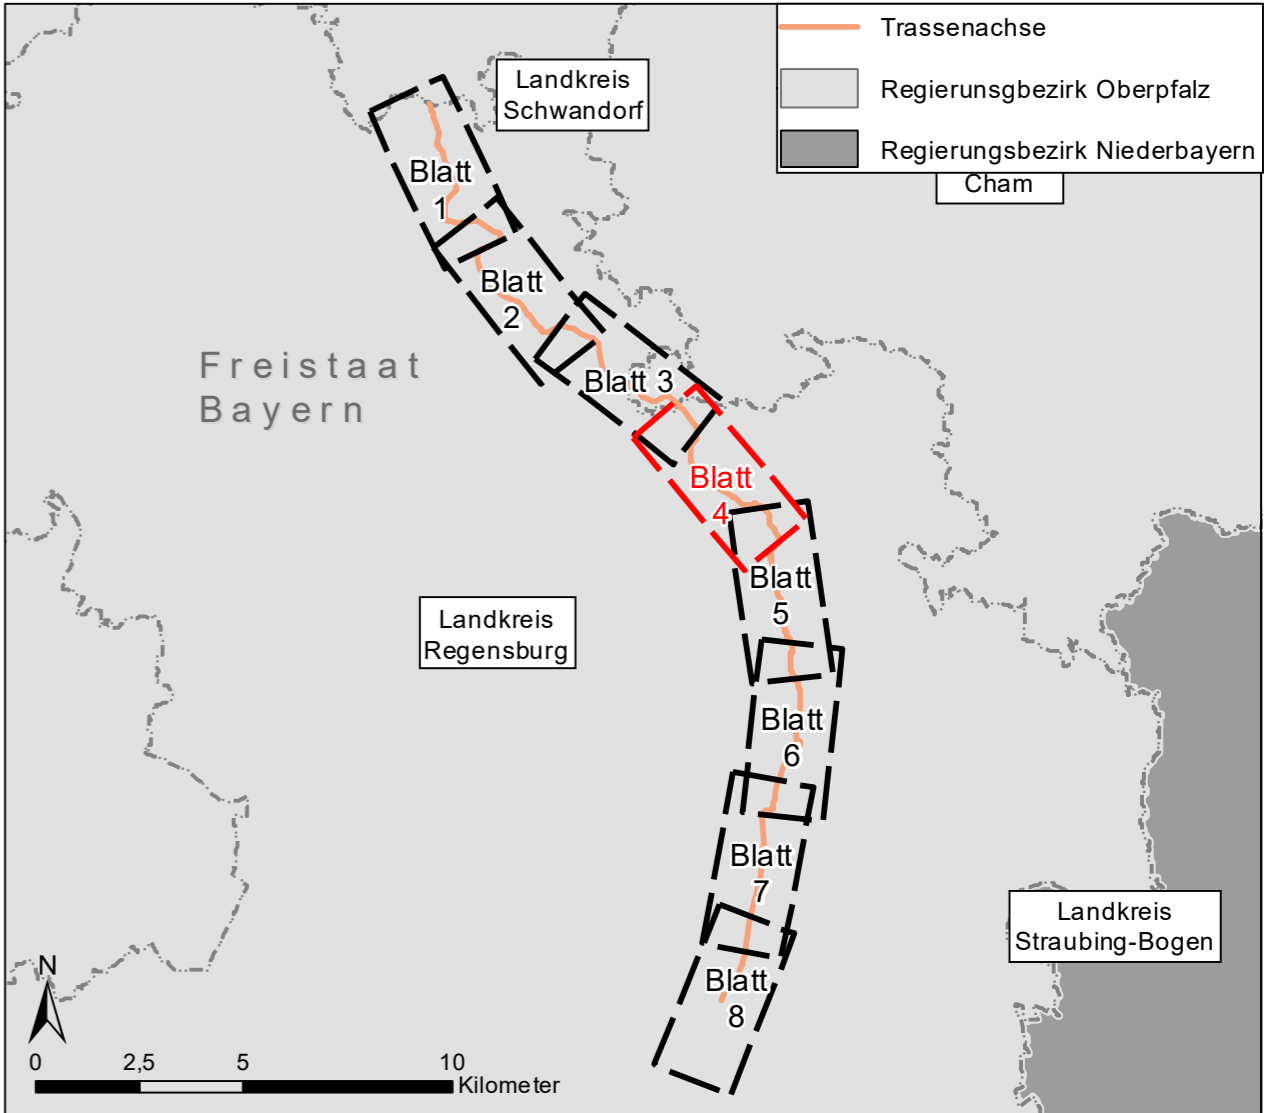 Trassenachse
Regierunsgbezirk Oberpfalz
Regierungsbezirk Niederbayern
Cham
Landkreis
Schwandorf
Blatt
1
Blatt
2
Freistaat
Bayern
Blatt 3
Blatt
4
Blatt
5
Landkreis
Regensburg
Blatt
6
Blatt
7
Landkreis
Straubing-Bogen
Blatt
8
N
0 2,5 5 10
Kilometer